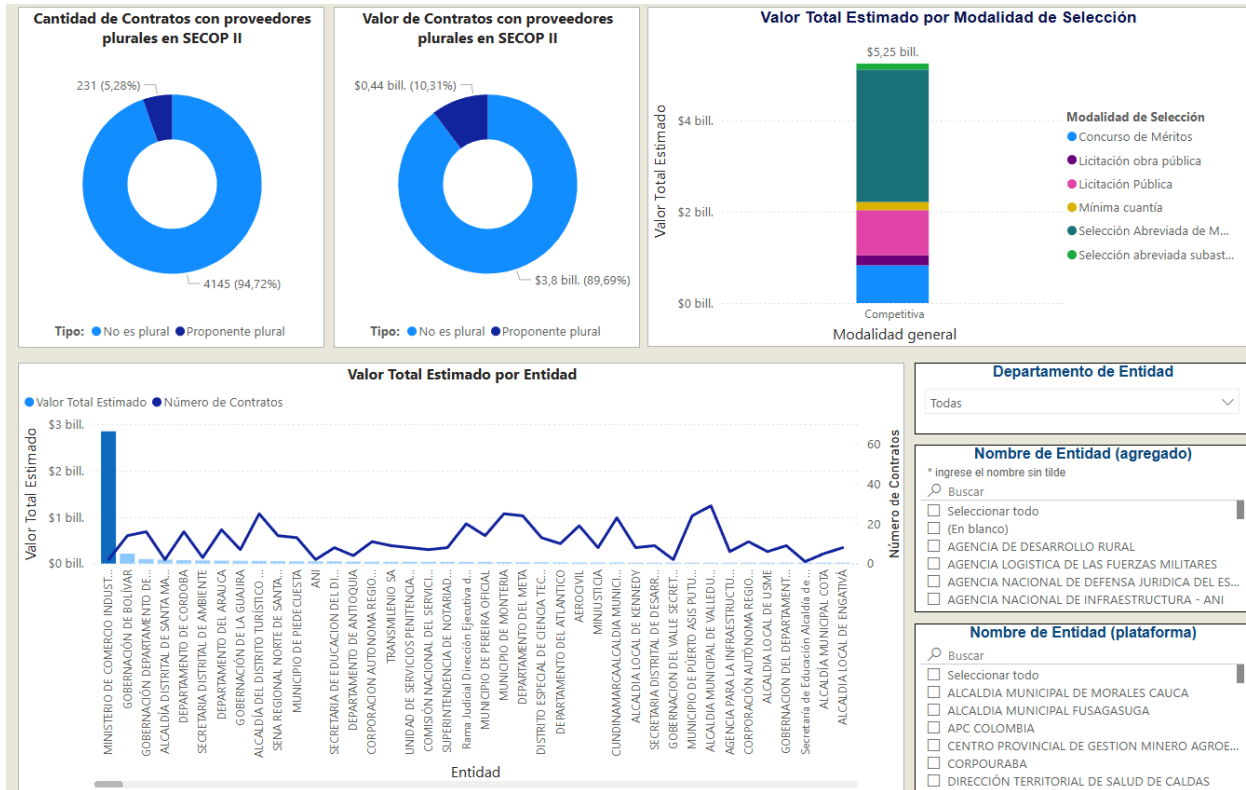 Cantidad de Contratos con proveedores
plurales en SECOP II
231 (5,28%)
4145 (94,72%)
Tipo: No es plural Proponente plural
Valor de Contratos con proveedores
plurales en SECOP II
$0,44 bill. (10,31%)
$3,8 bill. (89,69%)
Tipo: No es plural Proponente plural
Valor Total Estimado por Modalidad de Selección
$5,25 bill.
Valor Total Estimado
$4 bill.
$2 bill.
$0 bill.
Competitiva
Modalidad general
Modalidad de Selección
Concurso de Méritos
Licitación obra pública
Licitación Pública
Mínima cuantía
Selección Abreviada de M...
Selección abreviada subast...
Valor Total Estimado por Entidad
Valor Total Estimado Número de Contratos
Valor Total Estimado
$3 bill.
$2 bill.
$1 bill.
$0 bill.
60
40
20
0
Número de Contratos
MINISTERIO DE COMERCIO INDUST...
GOBERNACIÓN DE BOLÍVAR
GOBERNACIÓN DEPARTAMENTO DE...
ALCALDÍA DISTRITAL DE SANTA MA...
DEPARTAMENTO DE CORDOBA
SECRETARIA DISTRITAL DE AMBIENTE
DEPARTAMENTO DEL ARAUCA
GOBERNACIÓN DE LA GUAJIRA
ALCALDÍA DEL DISTRITO TURÍSTICO ...
SENA REGIONAL NORTE DE SANTA...
MUNICIPIO DE PIEDECUESTA
ANI
SECRETARIA DE EDUCACION DEL DI...
DEPARTAMENTO DE ANTIOQUIA
CORPORACION AUTONOMA REGIO...
TRANSMILENIO SA
UNIDAD DE SERVICIOS PENITENCIA...
COMISIÓN NACIONAL DEL SERVICI...
SUPERINTENDENCIA DE NOTARIAD...
Rama Judicial Dirección Ejecutiva d...
MUNICIPIO DE PEREIRA OFICIAL
MUNICIPIO DE MONTERIA
DEPARTAMENTO DEL META
DISTRITO ESPECIAL DE CIENCIA TEC...
DEPARTAMENTO DEL ATLANTICO
AEROCIVIL
MINJUSTICIA
CUNDINAMARCAALCALDIA MUNICI...
ALCALDIA LOCAL DE KENNEDY
SECRETARIA DISTRITAL DE DESARR...
GOBERNACION DEL VALLE SECRET...
MUNICIPIO DE PUERTO ASIS PUTU...
ALCALDIA MUNICIPAL DE VALLEDU...
AGENCIA PARA LA INFRAESTRUCTU...
CORPORACIÓN AUTÓNOMA REGIO...
ALCALDIA LOCAL DE USME
GOBERNACION DEL DEPARTAMENT...
Secretaría de Educación Alcaldía de ...
ALCALDÍA MUNICIPAL COTA
ALCALDIA LOCAL DE ENGATIVÁ
Entidad
Departamento de Entidad
Todas
Nombre de Entidad (agregado)
* ingrese el nombre sin tilde
Buscar
Seleccionar todo
(En blanco)
AGENCIA DE DESARROLLO RURAL
AGENCIA LOGISTICA DE LAS FUERZAS MILITARES
AGENCIA NACIONAL DE DEFENSA JURIDICA DEL ES...
AGENCIA NACIONAL DE INFRAESTRUCTURA - ANI
Nombre de Entidad (plataforma)
Buscar
Seleccionar todo
ALCALDIA MUNICIPAL DE MORALES CAUCA
ALCALDIA MUNICIPAL FUSAGASUGA
APC COLOMBIA
CENTRO PROVINCIAL DE GESTION MINERO AGROE...
CORPOURABA
DIRECCIÓN TERRITORIAL DE SALUD DE CALDAS